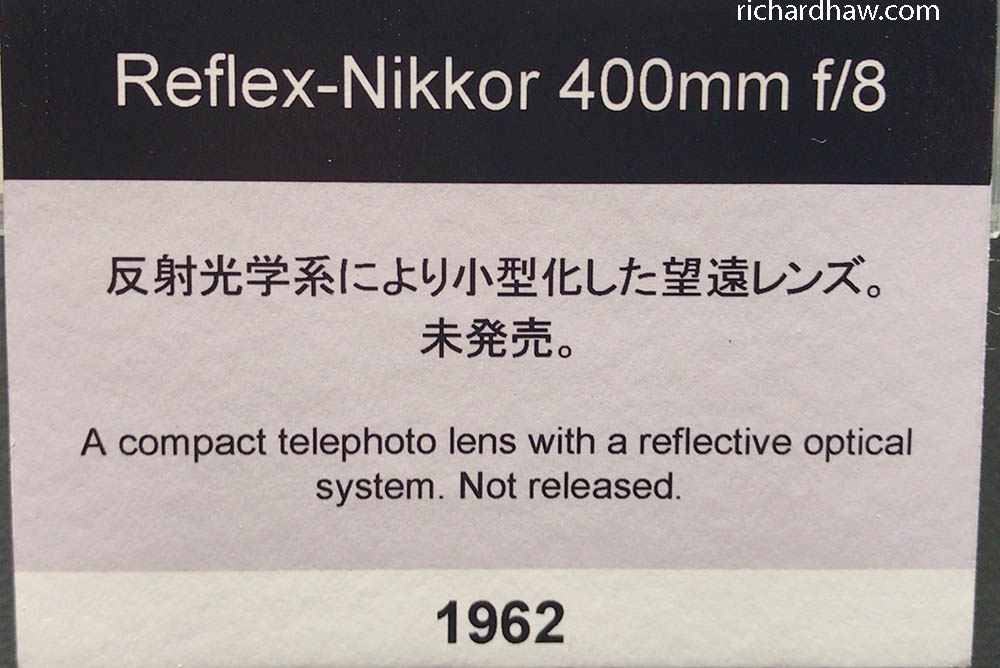 richardhaw.com
Reflex-Nikkor 400mm f/8
反射光学系により小型化した望遠レンズ。
未発売。
A compact telephoto lens with a reflective optical
system. Not released.
1962